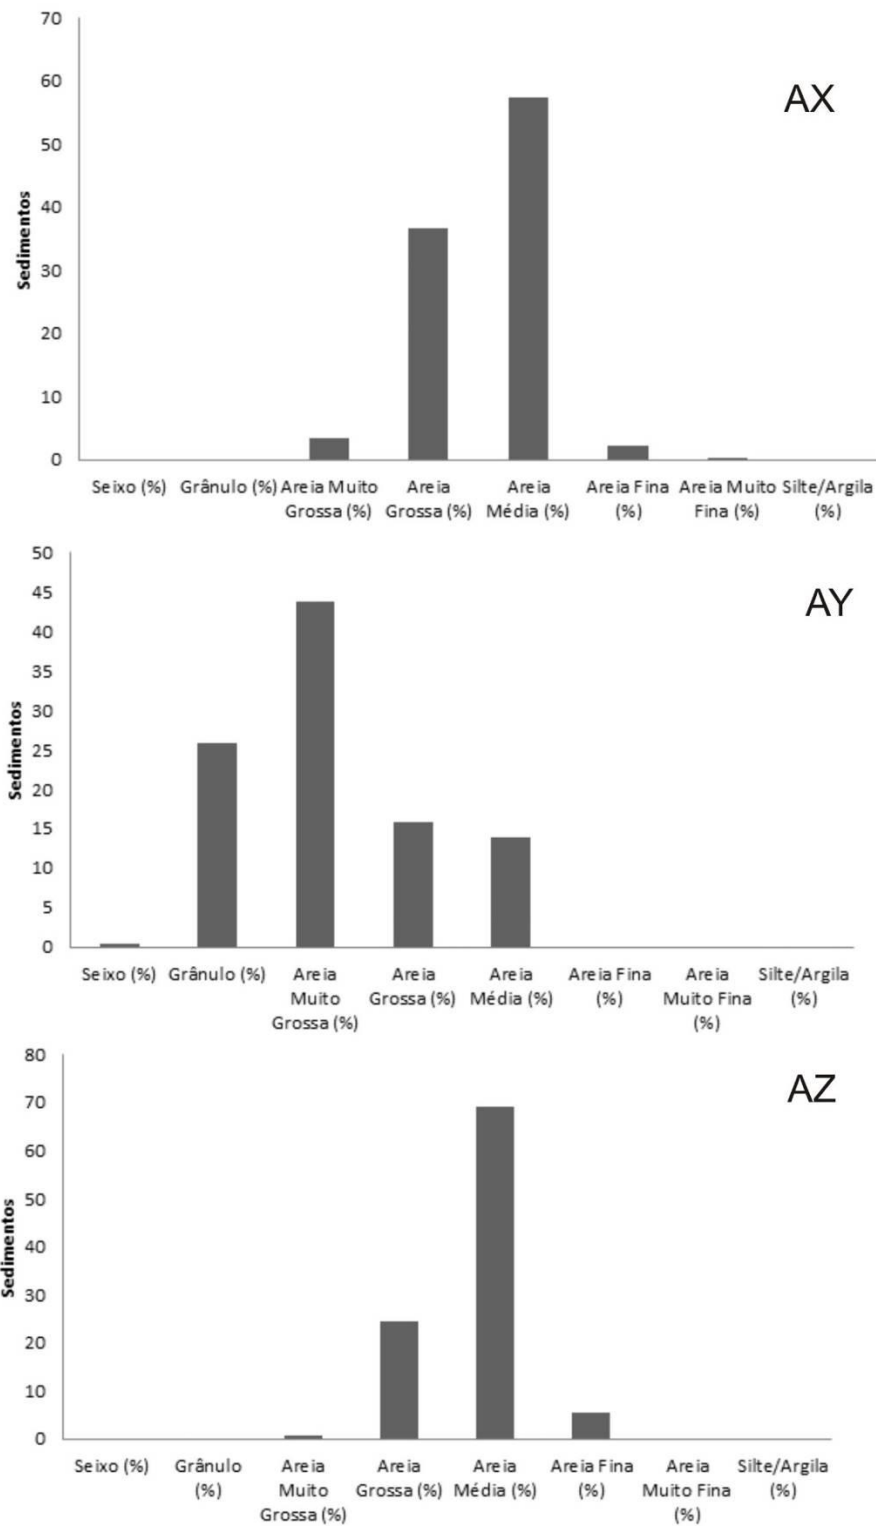 70
AX
60
50
40
30
20
10
0
Sedimentos
Seixo (%) Grânulo (%) Areia Muito Areia Areia Areia Fina Areia Muito Silte/Argila
Grossa (%) Grossa (%) Média (%) (%) Fina (%) (%)
50
AY
45
40
35
30
25
20
15
10
5
0
Sedimentos
Seixo (%) Grânulo (%) Areia Areia Areia Areia Fina Areia Silte/Argila
Muito Grossa (%) Média (%) (%) Muito Fina (%)
Grossa (%) (%)
80
AZ
70
60
50
40
30
20
10
0
Sedimentos
Seixo (%) Grânulo Areia Areia Areia Areia Fina Areia Silte/Argila
(%) Muito Grossa (%) Média (%) (%) Muito Fina (%)
Grossa (%) (%)